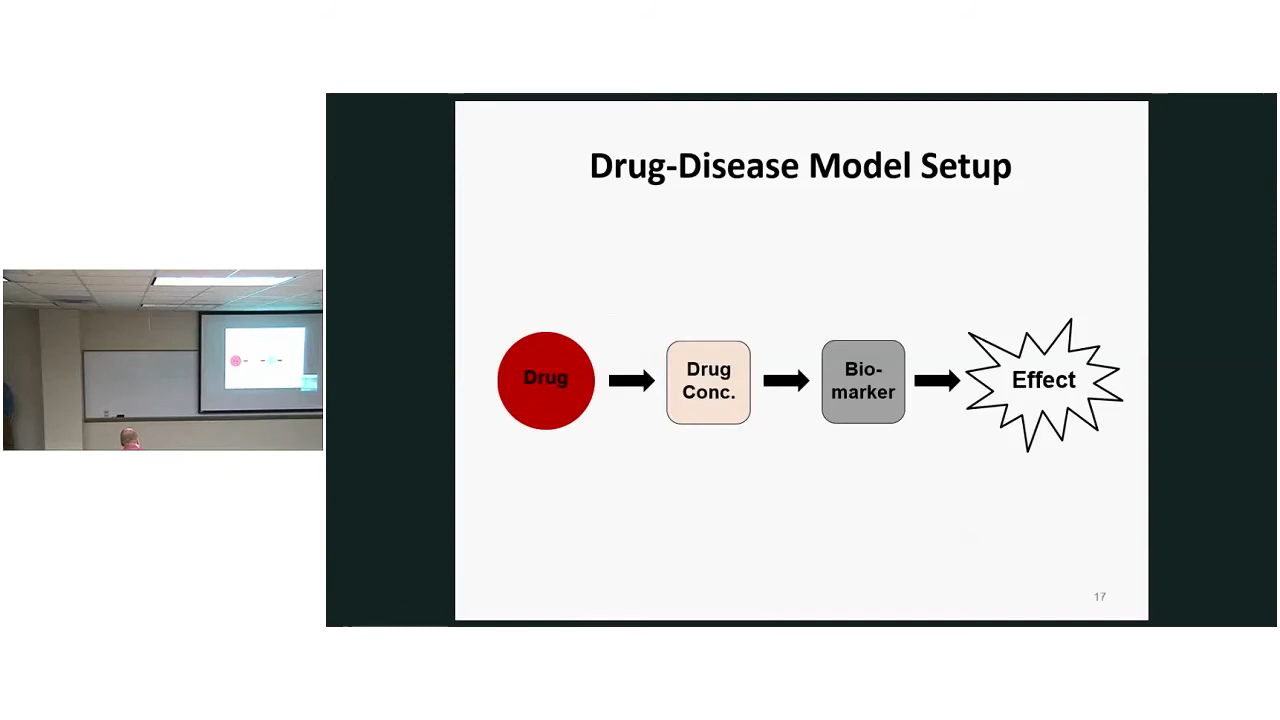 Drug-Disease Model Setup
Drug
Drug
Conc.
Bio-
marker
Effect
17